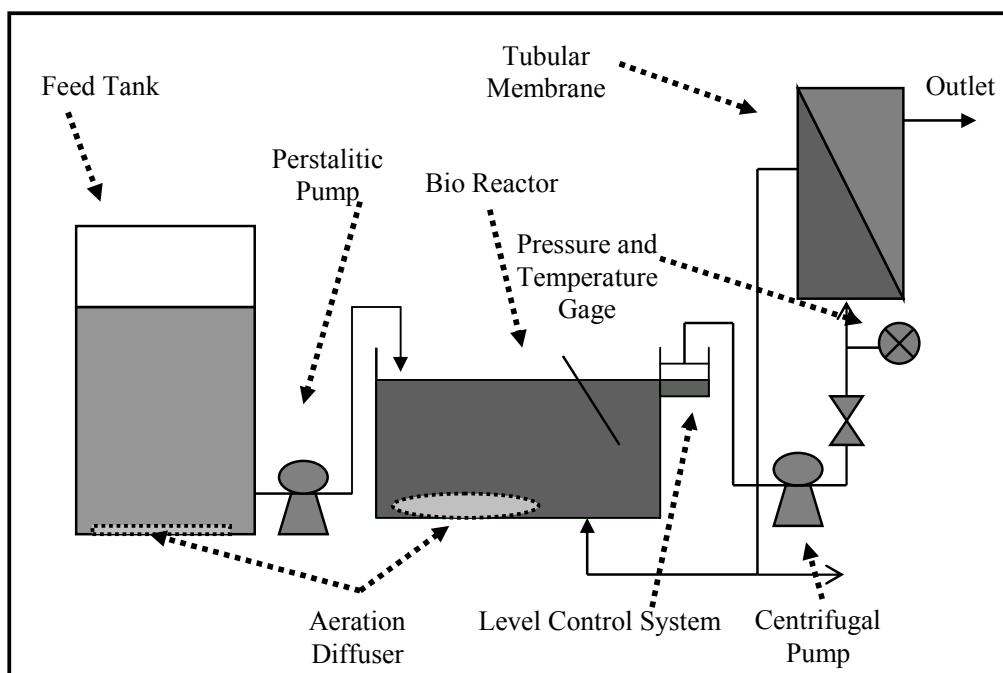 Feed Tank
Perstalitic
Pump
Bio Reactor
Tubular
Membrane
Outlet
Pressure and
Temperature
Gage
Aeration
Diffuser
Level Control System
Centrifugal
Pump